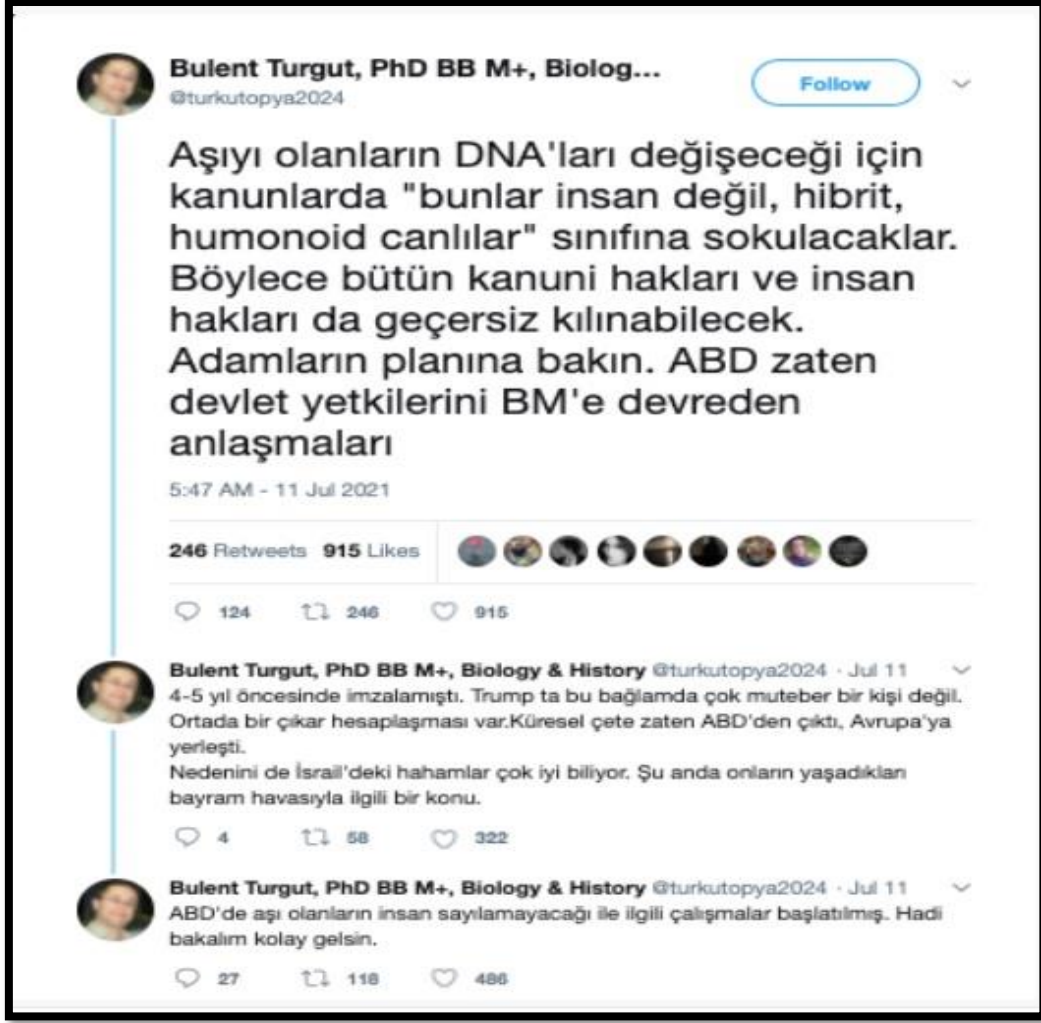 Bulent Turgut, PhD BB M+, Biolog...
@turkutopya2024
Follow
Aşıyı olanların DNA'ları değişeceği için
kanunlarda "bunlar insan değil, hibrit,
humonoid canlılar" sınıfına sokulacaklar.
Böylece bütün kanuni hakları ve insan
hakları da geçersiz kılınabilecek.
Adamların planına bakın. ABD zaten
devlet yetkilerini BM'e devreden
anlaşmaları
5:47 AM - 11 Jul 2021
246 Retweets 915 Likes
124 246 915
Bulent Turgut, PhD BB M+, Biology & History @turkutopya2024 · Jul 11
4-5 yıl öncesinde imzalamıştı. Trump ta bu bağlamda çok muteber bir kişi değil.
Ortada bir çıkar hesaplaşması var.Küresel çete zaten ABD'den çıktı, Avrupa'ya
yerleşti.
Nedenini de İsrail'deki hahamlar çok iyi biliyor. Şu anda onların yaşadıkları
bayram havasıyla ilgili bir konu.
4 58 322
Bulent Turgut, PhD BB M+, Biology & History @turkutopya2024 · Jul 11
ABD'de aşı olanların insan sayılamayacağı ile ilgili çalışmalar başlatılmış. Hadi
bakalım kolay gelsin.
27 118 486